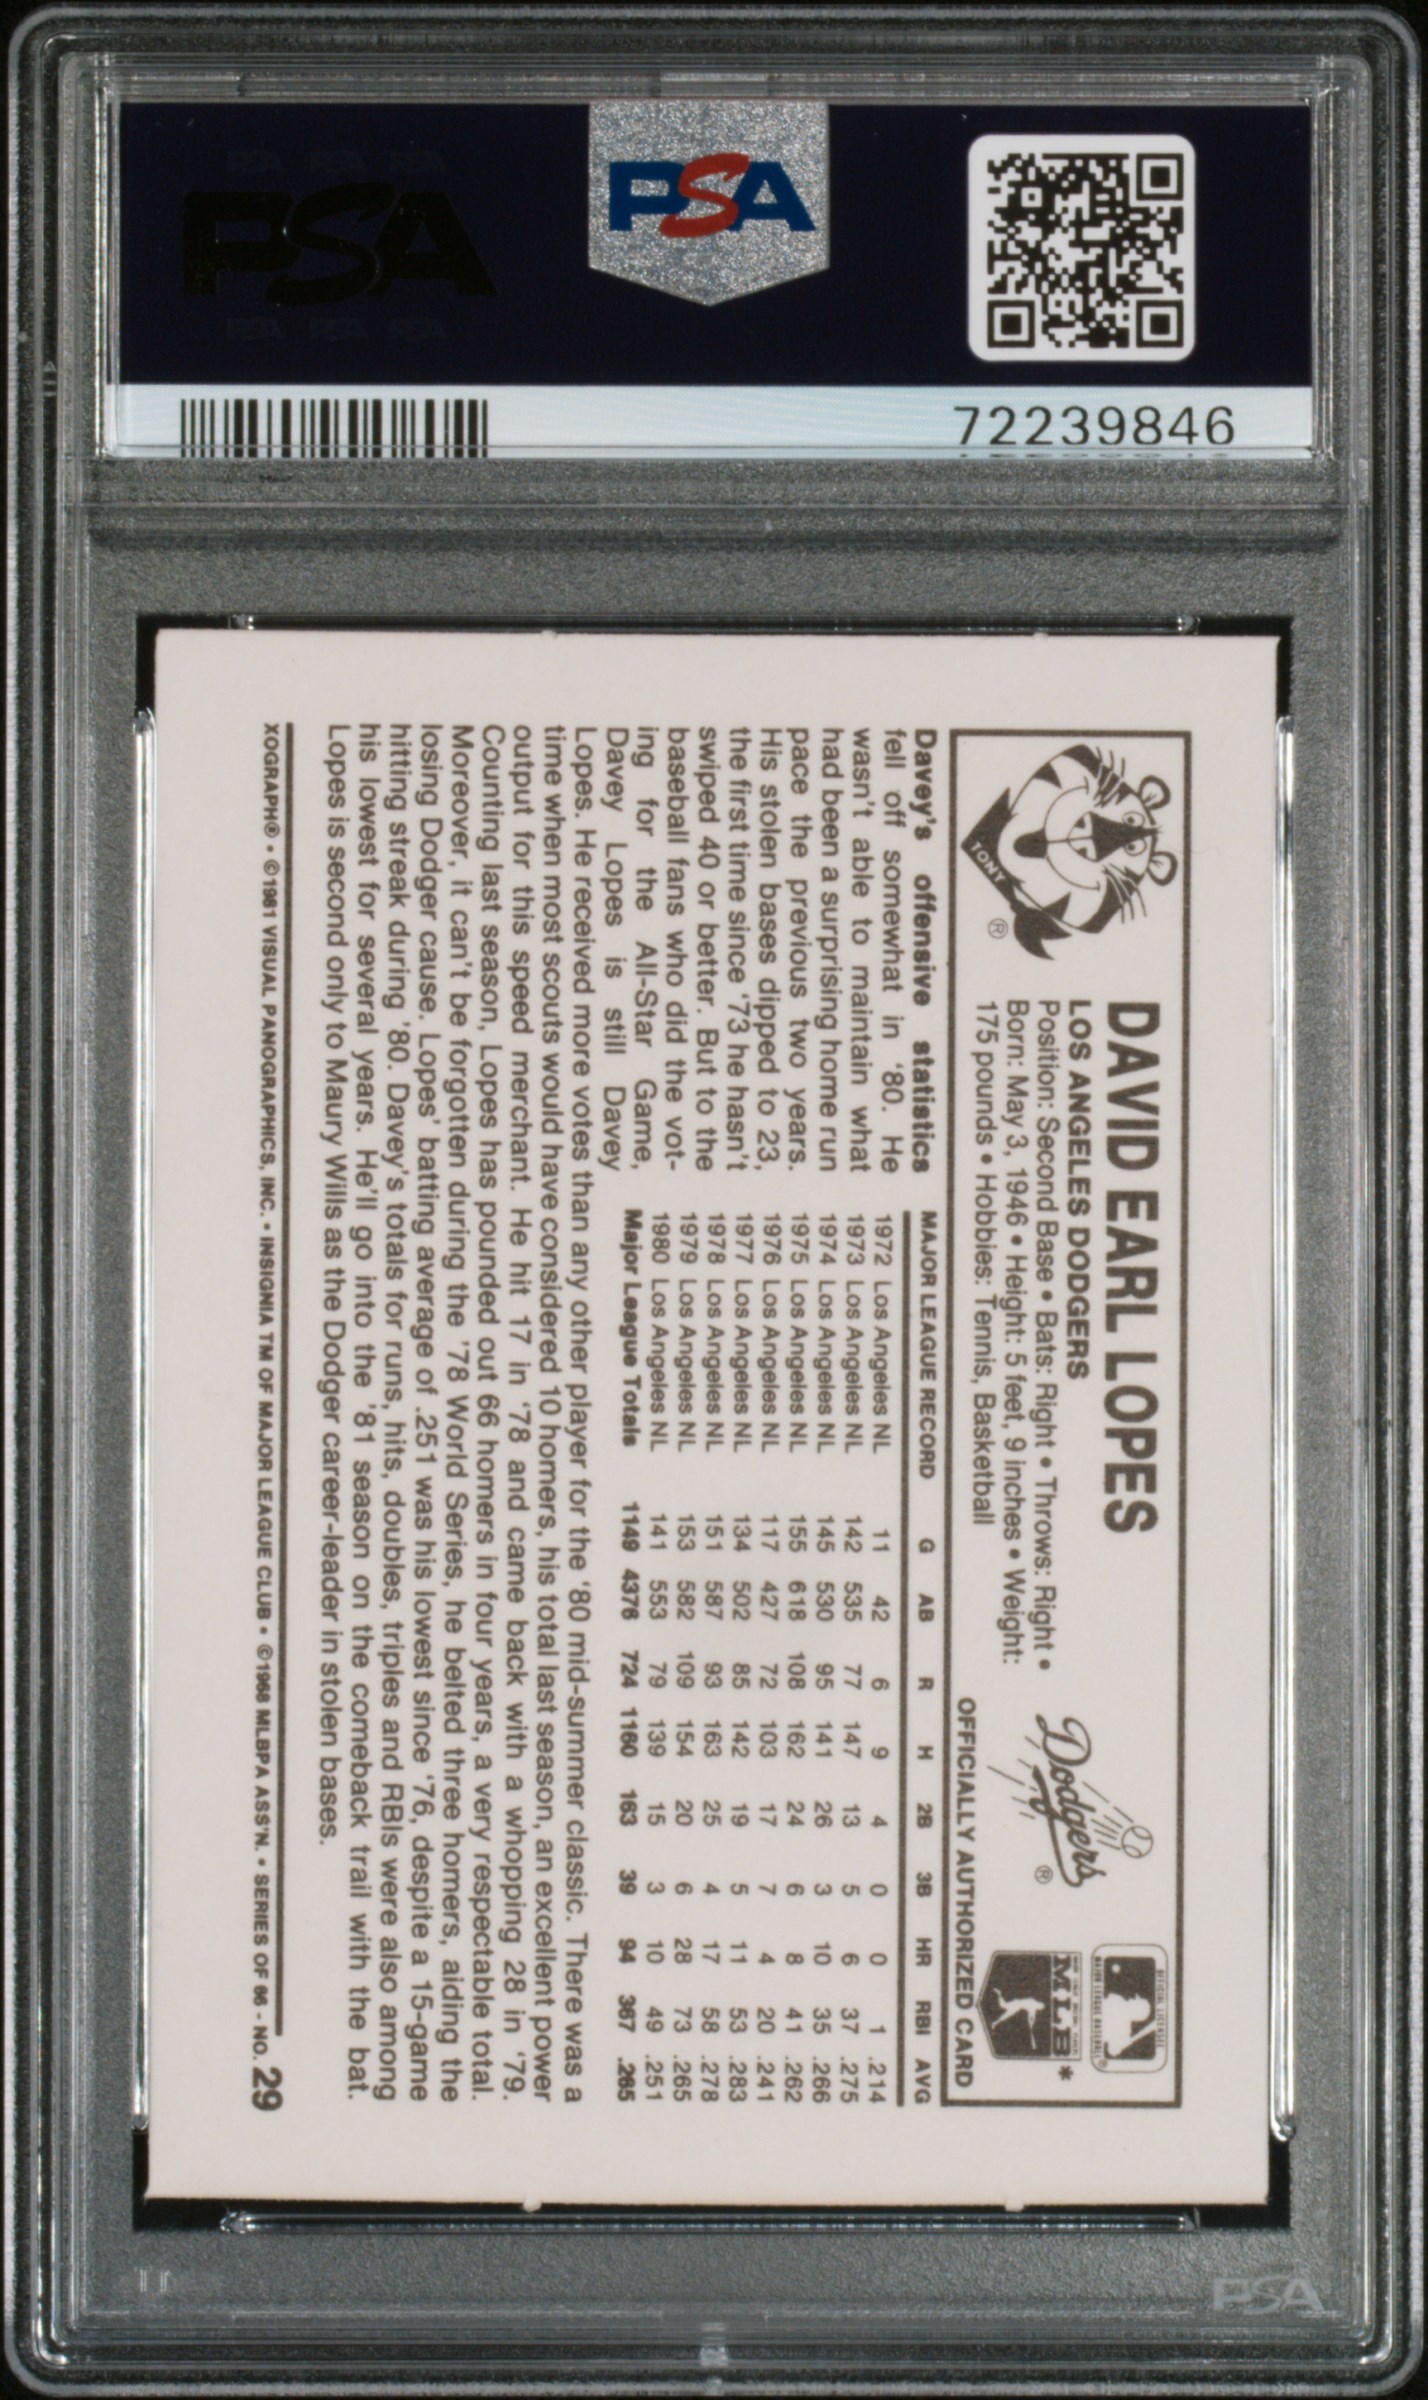 PSA
PSA
72239846
TONY
®
DAVID EARL LOPES
LOS ANGELES DODGERS
Position: Second Base • Bats: Right • Throws: Right •
Born: May 3, 1946 • Height: 5 feet, 9 inches • Weight:
175 pounds • Hobbies: Tennis, Basketball
Dodgers
®
MLB*
OFFICIALLY AUTHORIZED CARD
Davey's offensive statistics
fell off somewhat in '80. He
wasn't able to maintain what
had been a surprising home run
pace the previous two years.
His stolen bases dipped to 23,
the first time since '73 he hasn't
swiped 40 or better. But to the
baseball fans who did the vot-
ing for the All-Star Game,
Davey Lopes is still Davey
MAJOR LEAGUE RECORD G AB R H 2B 3B HR RBI AVG
1972 Los Angeles NL 11 42 6 9 4 0 0 1 .214
1973 Los Angeles NL 142 535 77 147 13 5 6 37 .275
1974 Los Angeles NL 145 530 95 141 26 3 10 35 .266
1975 Los Angeles NL 155 618 108 162 24 6 8 41 .262
1976 Los Angeles NL 117 427 72 103 17 7 4 20 .241
1977 Los Angeles NL 134 502 85 142 19 5 11 53 .283
1978 Los Angeles NL 151 587 93 163 25 4 17 58 .278
1979 Los Angeles NL 153 582 109 154 20 6 28 73 .265
1980 Los Angeles NL 141 553 79 139 15 3 10 49 .251
Major League Totals 1149 4376 724 1160 163 39 94 367 .265
Lopes. He received more votes than any other player for the '80 mid-summer classic. There was a
time when most scouts would have considered 10 homers, his total last season, an excellent power
output for this speed merchant. He hit 17 in '78 and came back with a whopping 28 in '79.
Counting last season, Lopes has pounded out 66 homers in four years, a very respectable total.
Moreover, it can't be forgotten during the '78 World Series, he belted three homers, aiding the
losing Dodger cause. Lopes' batting average of .251 was his lowest since '76, despite a 15-game
hitting streak during '80. Davey's totals for runs, hits, doubles, triples and RBIs were also among
his lowest for several years. He'll go into the '81 season on the comeback trail with the bat.
Lopes is second only to Maury Wills as the Dodger career-leader in stolen bases.
XOGRAPH® • ©1981 VISUAL PANOGRAPHICS, INC. • INSIGNIA TM OF MAJOR LEAGUE CLUB • ©1968 MLBPA ASS'N. • SERIES OF 66 - NO. 29
PSA